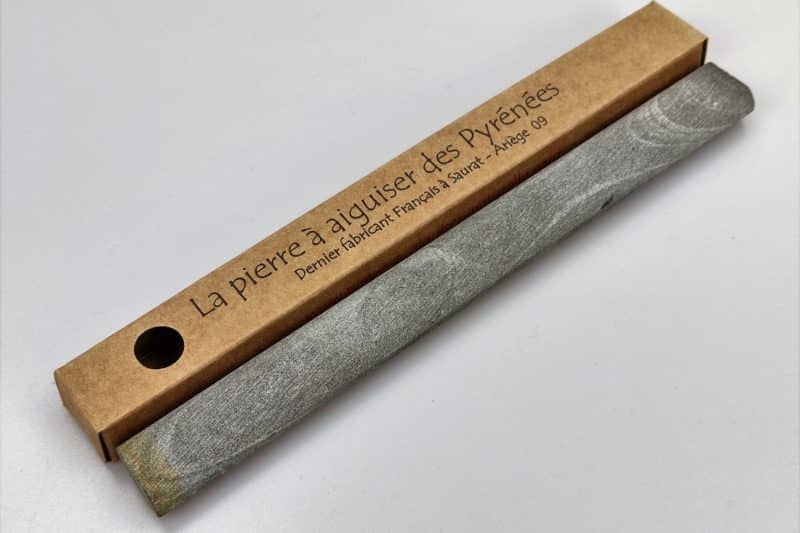 La pierre à aiguiser des Pyrénées
Dernier fabricant Français à Saurat - Ariège 09